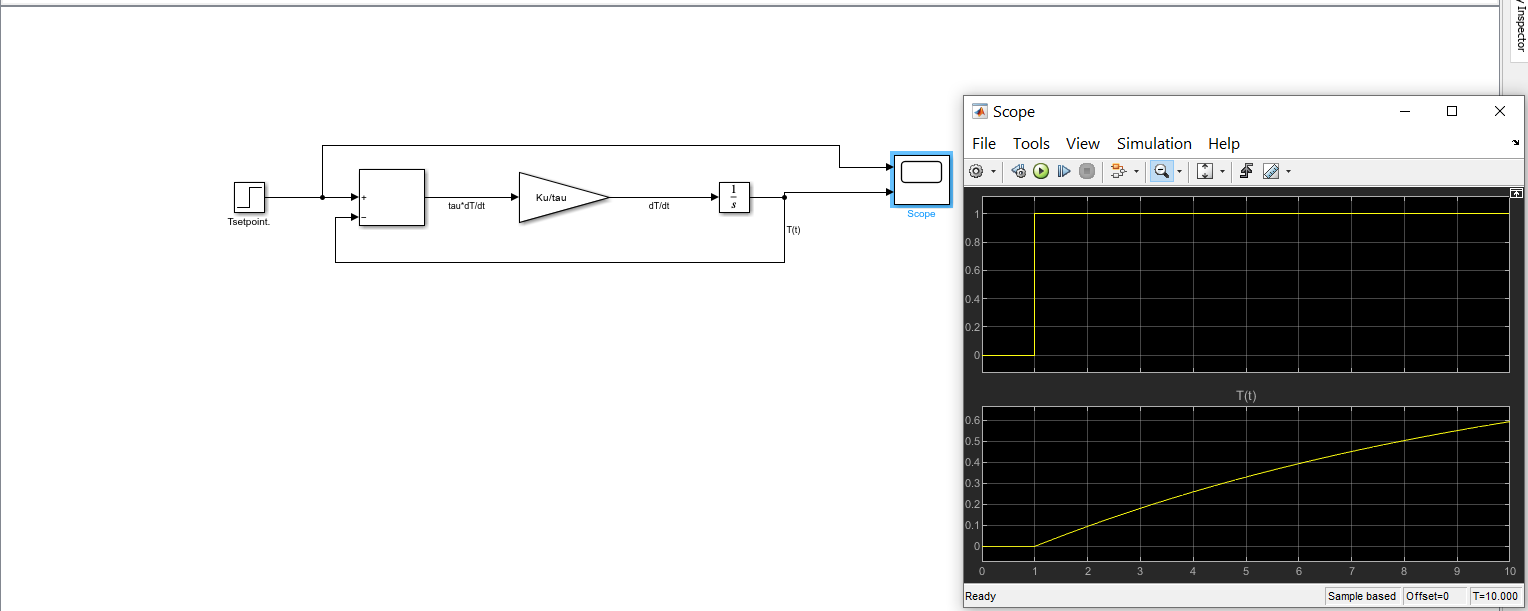 y Inspector
Tsetpoint.
+
−
tau*dT/dt
Ku/tau
dT/dt
1
s
T(t)
Scope
Scope
File Tools View Simulation Help
1
0.8
0.6
0.4
0.2
0
T(t)
0.6
0.5
0.4
0.3
0.2
0.1
0
0 1 2 3 4 5 6 7 8 9 10
Ready Sample based Offset=0 T=10.000